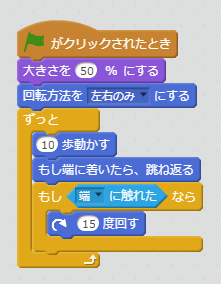 がクリックされたとき
大きさを 50 % にする
回転方法を 左右のみ にする
ずっと
10 歩動かす
もし端に着いたら、跳ね返る
もし 端 に触れた なら
15 度回す